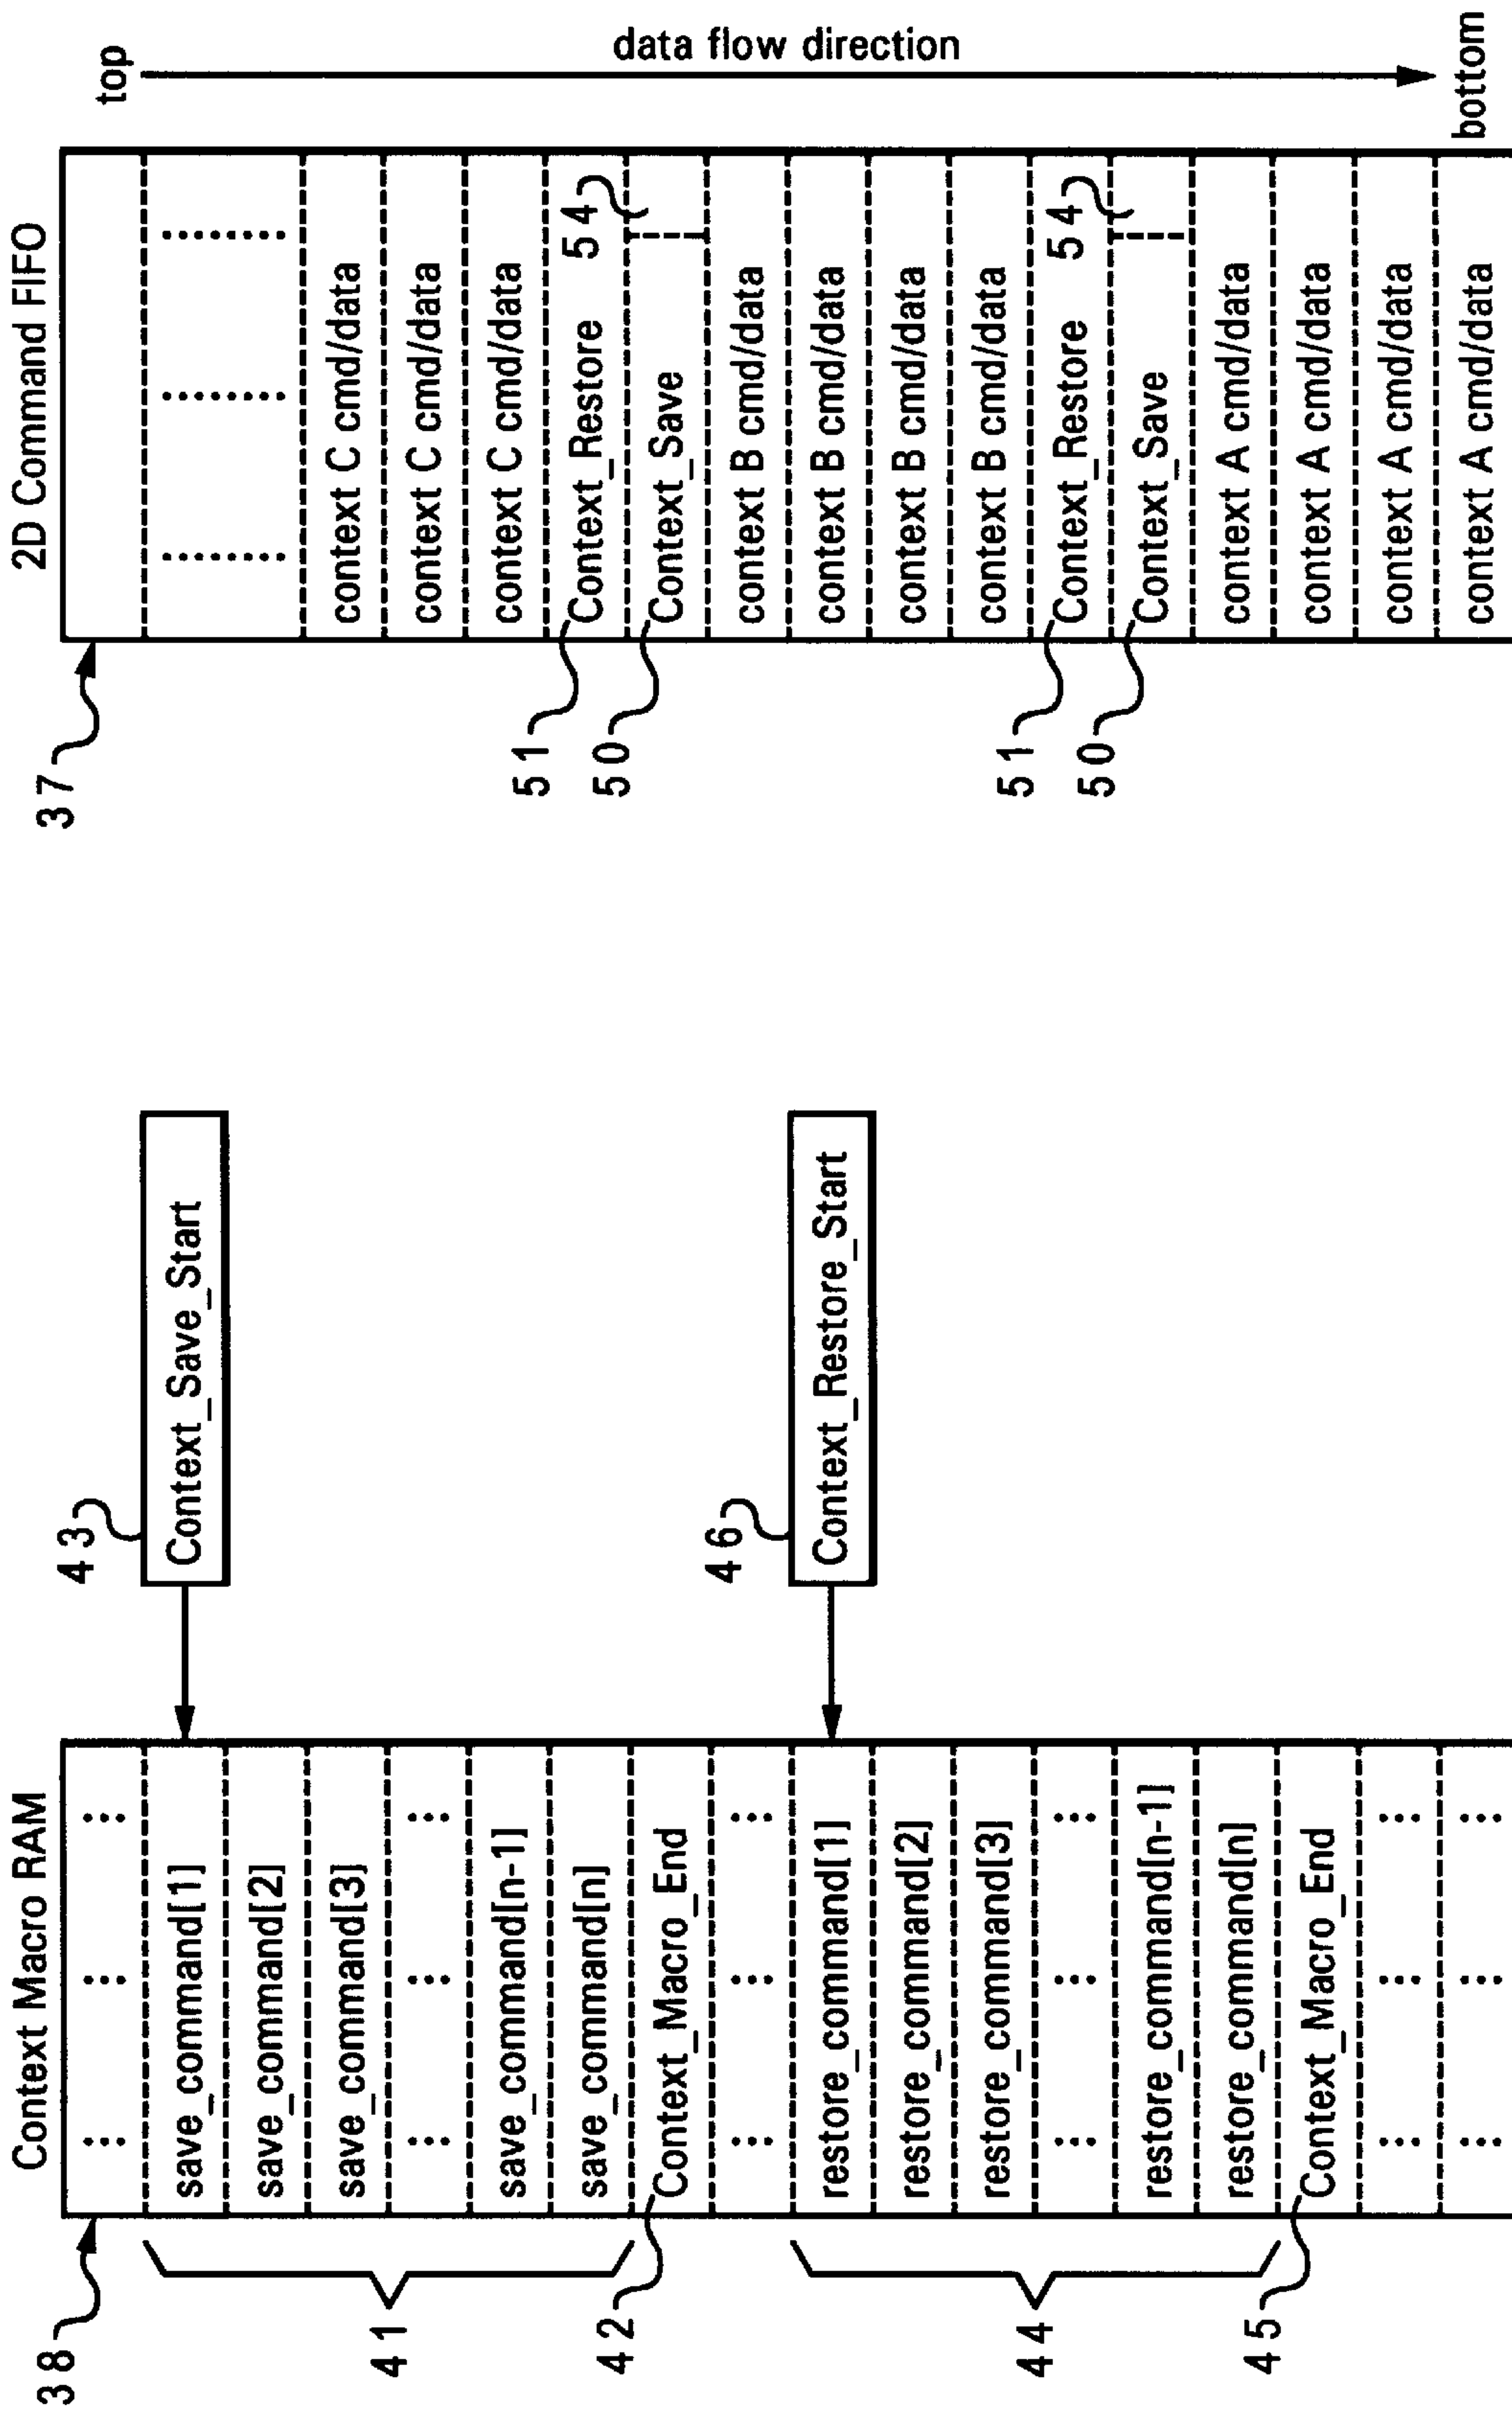 Context Macro RAM
38
save_command[1]
save_command[2]
save_command[3]
save_command[n-1]
save_command[n]
41
42
Context_Macro_End
restore_command[1]
restore_command[2]
restore_command[3]
restore_command[n-1]
restore_command[n]
44
45
Context_Macro_End
43
Context_Save_Start
46
Context_Restore_Start
2D Command FIFO
37
context C cmd/data
context C cmd/data
context C cmd/data
51
Context_Restore
54
50
Context_Save
context B cmd/data
context B cmd/data
context B cmd/data
context B cmd/data
51
Context_Restore
54
50
Context_Save
context A cmd/data
context A cmd/data
context A cmd/data
context A cmd/data
top
data flow direction
bottom